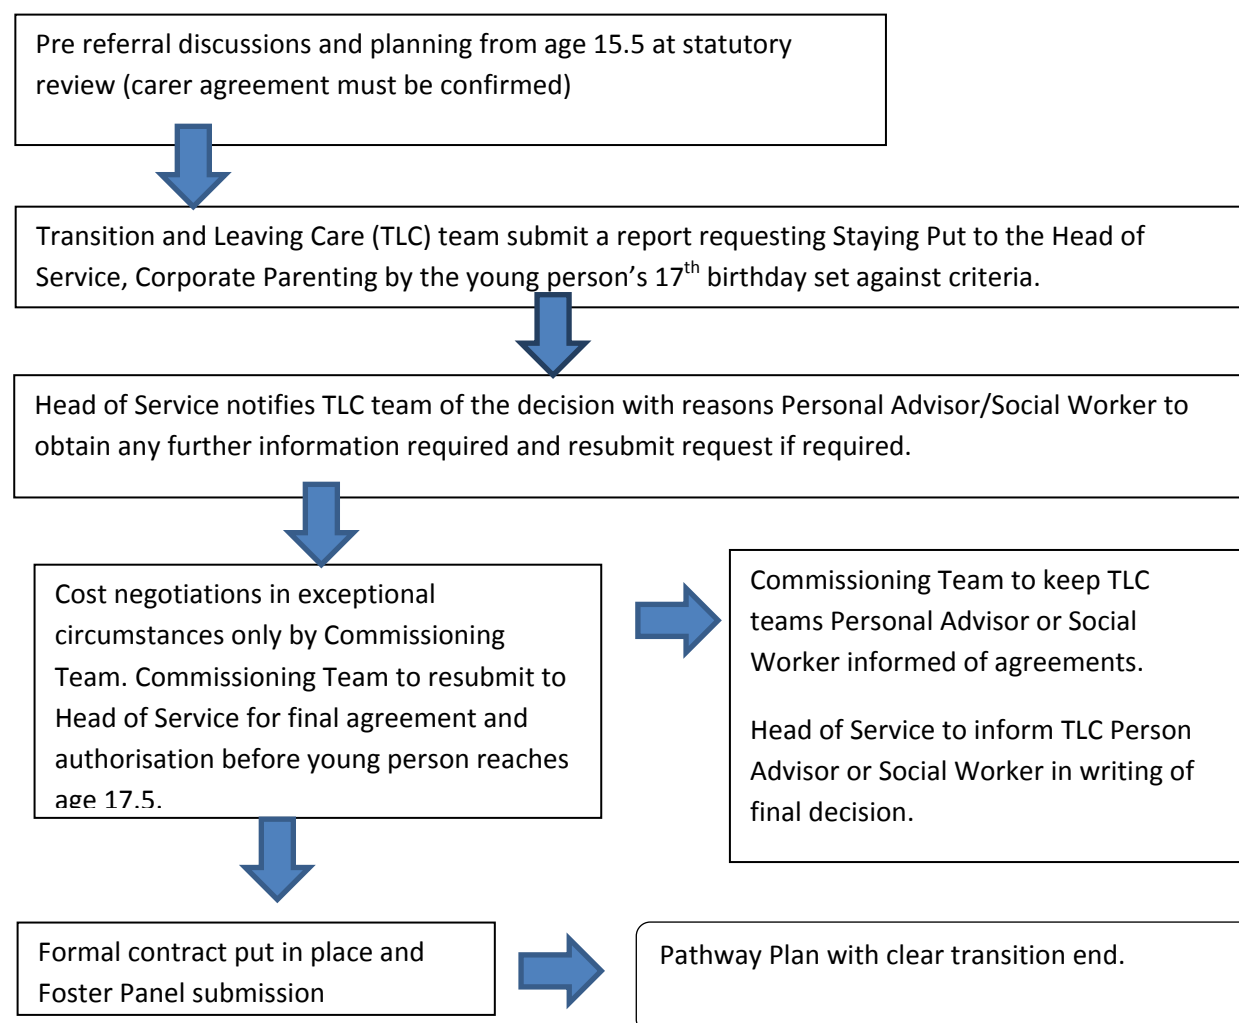 Pre referral discussions and planning from age 15.5 at statutory
review (carer agreement must be confirmed)
Transition and Leaving Care (TLC) team submit a report requesting Staying Put to the Head of
Service, Corporate Parenting by the young person’s 17th birthday set against criteria.
Head of Service notifies TLC team of the decision with reasons Personal Advisor/Social Worker to
obtain any further information required and resubmit request if required.
Cost negotiations in exceptional
circumstances only by Commissioning
Team. Commissioning Team to resubmit to
Head of Service for final agreement and
authorisation before young person reaches
age 17.5.
Commissioning Team to keep TLC
teams Personal Advisor or Social
Worker informed of agreements.
Head of Service to inform TLC Person
Advisor or Social Worker in writing of
final decision.
Formal contract put in place and
Foster Panel submission
Pathway Plan with clear transition end.